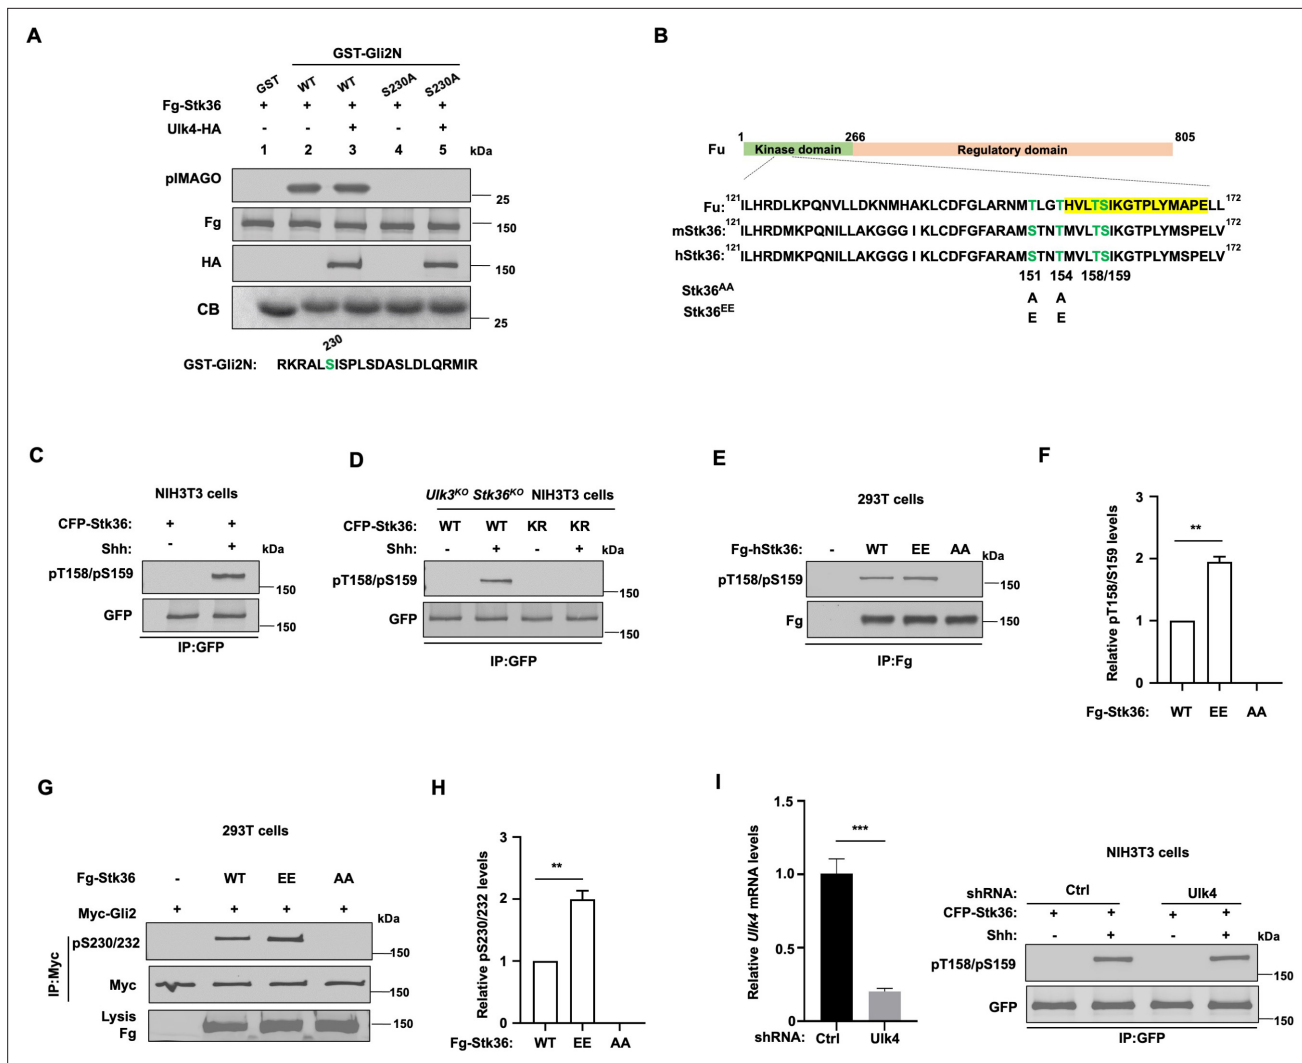 A
GST-Gli2N
GST WT WT S230A S230A
Fg-Stk36 + + + + +
Ulk4-HA - - + - +
1 2 3 4 5 kDa
pIMAGO
25
Fg
150
HA
150
CB
25
230
GST-Gli2N: RKRALSISPLSDASLDLQRMIR
B
1 266 805
Fu Kinase domain Regulatory domain
Fu: 121ILHRDLKPQNVLLDKNMHAKLCDFGLARNMTLGTHVLTSIKGTPLYMAPELL172
mStk36: 121ILHRDMKPQNILLAKGGG I KLCDFGFARAMSTNTMVLTSIKGTPLYMSPELV172
hStk36: 121ILHRDMKPQNILLAKGGG I KLCDFGFARAMSTNTMVLTSIKGTPLYMSPELV172
151 154 158/159
Stk36AA A A
Stk36EE E E
C
NIH3T3 cells
CFP-Stk36: + +
Shh: - + kDa
pT158/pS159
150
GFP
150
IP:GFP
D
Ulk3KO Stk36KO NIH3T3 cells
CFP-Stk36: WT WT KR KR
Shh: - + - + kDa
pT158/pS159
150
GFP
150
IP:GFP
E
293T cells
Fg-hStk36: - WT EE AA
kDa
pT158/pS159
150
Fg
150
IP:Fg
F
Relative pT158/S159 levels
3
2
1
0
**
Fg-Stk36: WT EE AA
G
293T cells
Fg-Stk36 - WT EE AA
Myc-Gli2 + + + +
kDa
IP:Myc
pS230/232
150
Myc
150
Lysis
Fg
150
H
Relative pS230/232 levels
3
2
1
0
**
Fg-Stk36: WT EE AA
I
Relative Ulk4 mRNA levels
1.5
1.0
0.5
0
***
shRNA: Ctrl Ulk4
NIH3T3 cells
shRNA: Ctrl Ulk4
CFP-Stk36: + + + +
Shh: - + - + kDa
pT158/pS159
150
GFP
150
IP:GFP